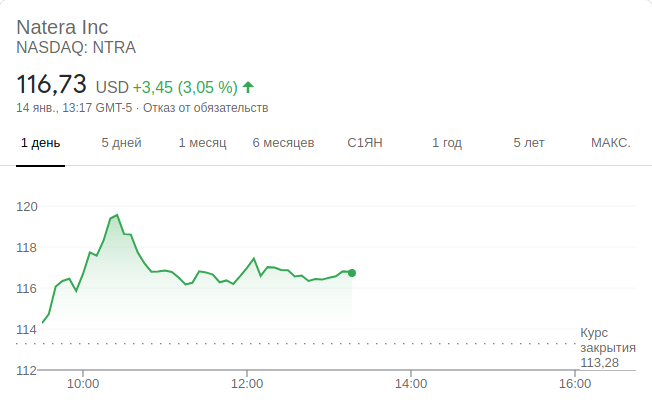 Natera Inc
NASDAQ: NTRA
116,73 USD +3,45 (3,05 %)
14 янв., 13:17 GMT-5 · Отказ от обязательств
1 день 5 дней 1 месяц 6 месяцев С1ЯН 1 год 5 лет МАКС.
120
118
116
114
Курс
закрытия
113,28
112
10:00 12:00 14:00 16:00